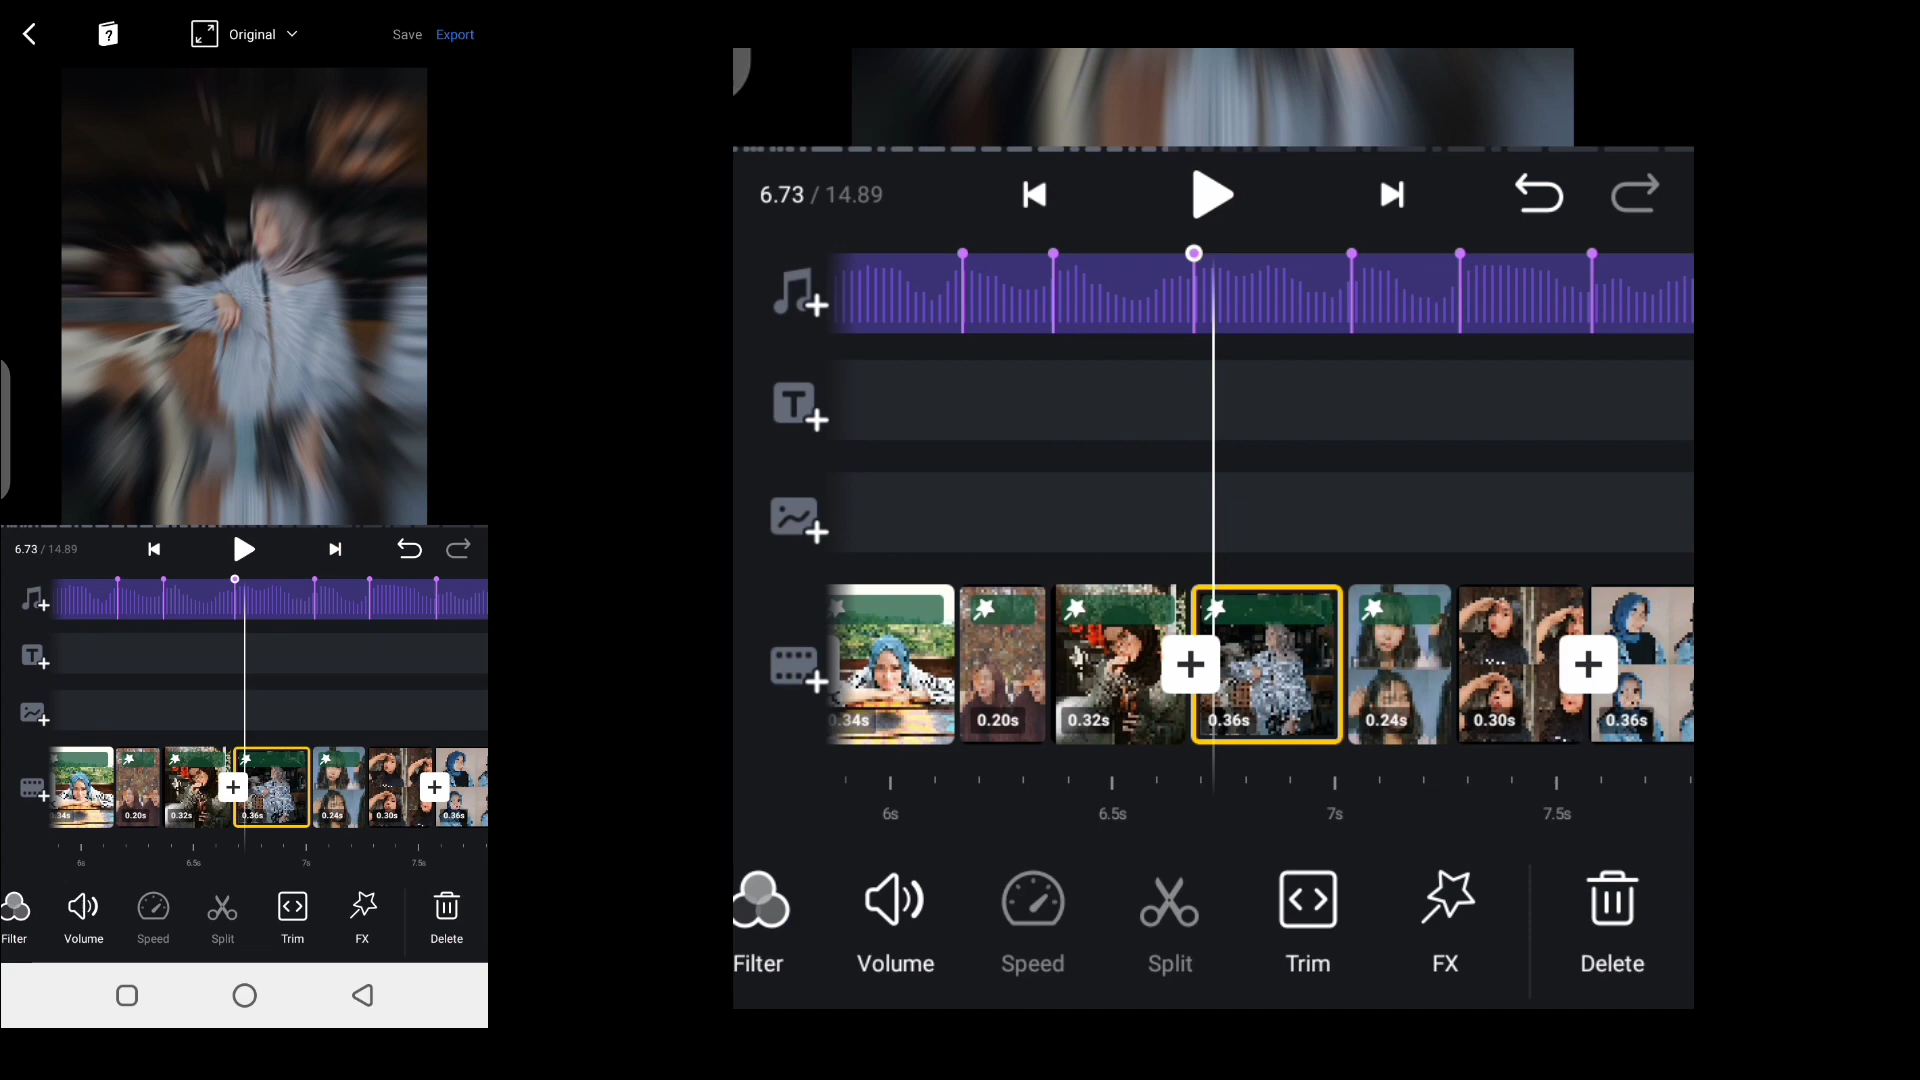 Original Save Export
6.73 / 14.89
.34s 0.20s 0.32s 0.36s 0.24s 0.30s 0.36s
6s 6.5s 7s 7.5s
Filter Volume Speed Split Trim FX Delete
6.73 / 14.89
T
0.34s 0.20s 0.32s 0.36s 0.24s 0.30s 0.36s
6s 6.5s 7s 7.5s
Filter Volume Speed Split Trim FX Delete